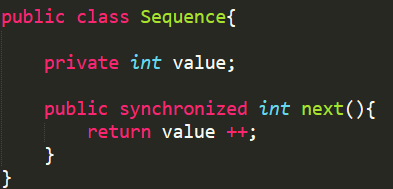 public class Sequence{
private int value;
public synchronized int next(){
return value ++;
}
}